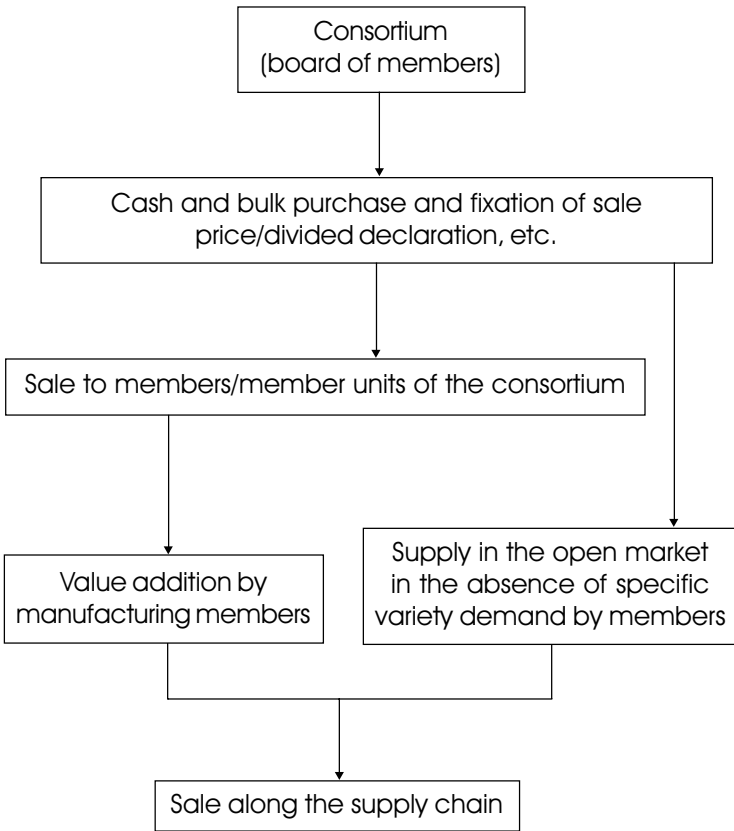 Consortium
(board of members)
Cash and bulk purchase and fixation of sale
price/divided declaration, etc.
Sale to members/member units of the consortium
Value addition by
manufacturing members
Supply in the open market
in the absence of specific
variety demand by members
Sale along the supply chain